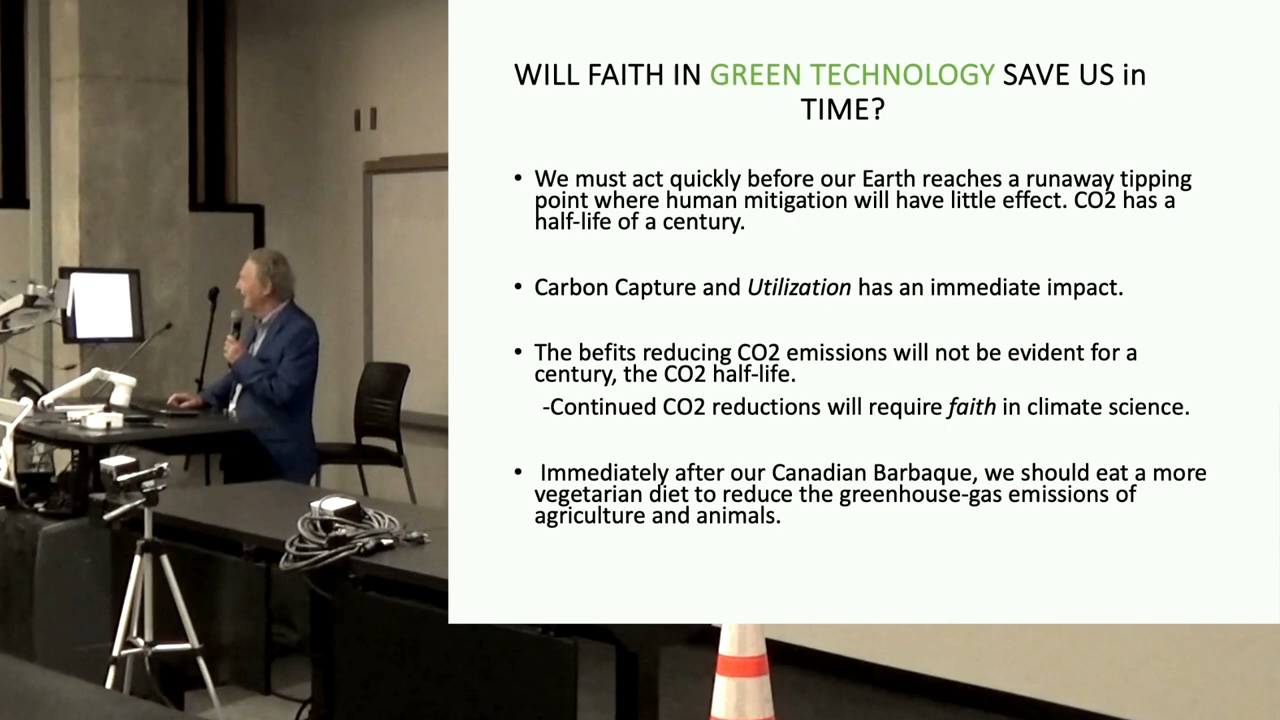 WILL FAITH IN GREEN TECHNOLOGY SAVE US in
TIME?
• We must act quickly before our Earth reaches a runaway tipping
point where human mitigation will have little effect. CO2 has a
half-life of a century.
• Carbon Capture and Utilization has an immediate impact.
• The befits reducing CO2 emissions will not be evident for a
century, the CO2 half-life.
-Continued CO2 reductions will require faith in climate science.
• Immediately after our Canadian Barbaque, we should eat a more
vegetarian diet to reduce the greenhouse-gas emissions of
agriculture and animals.